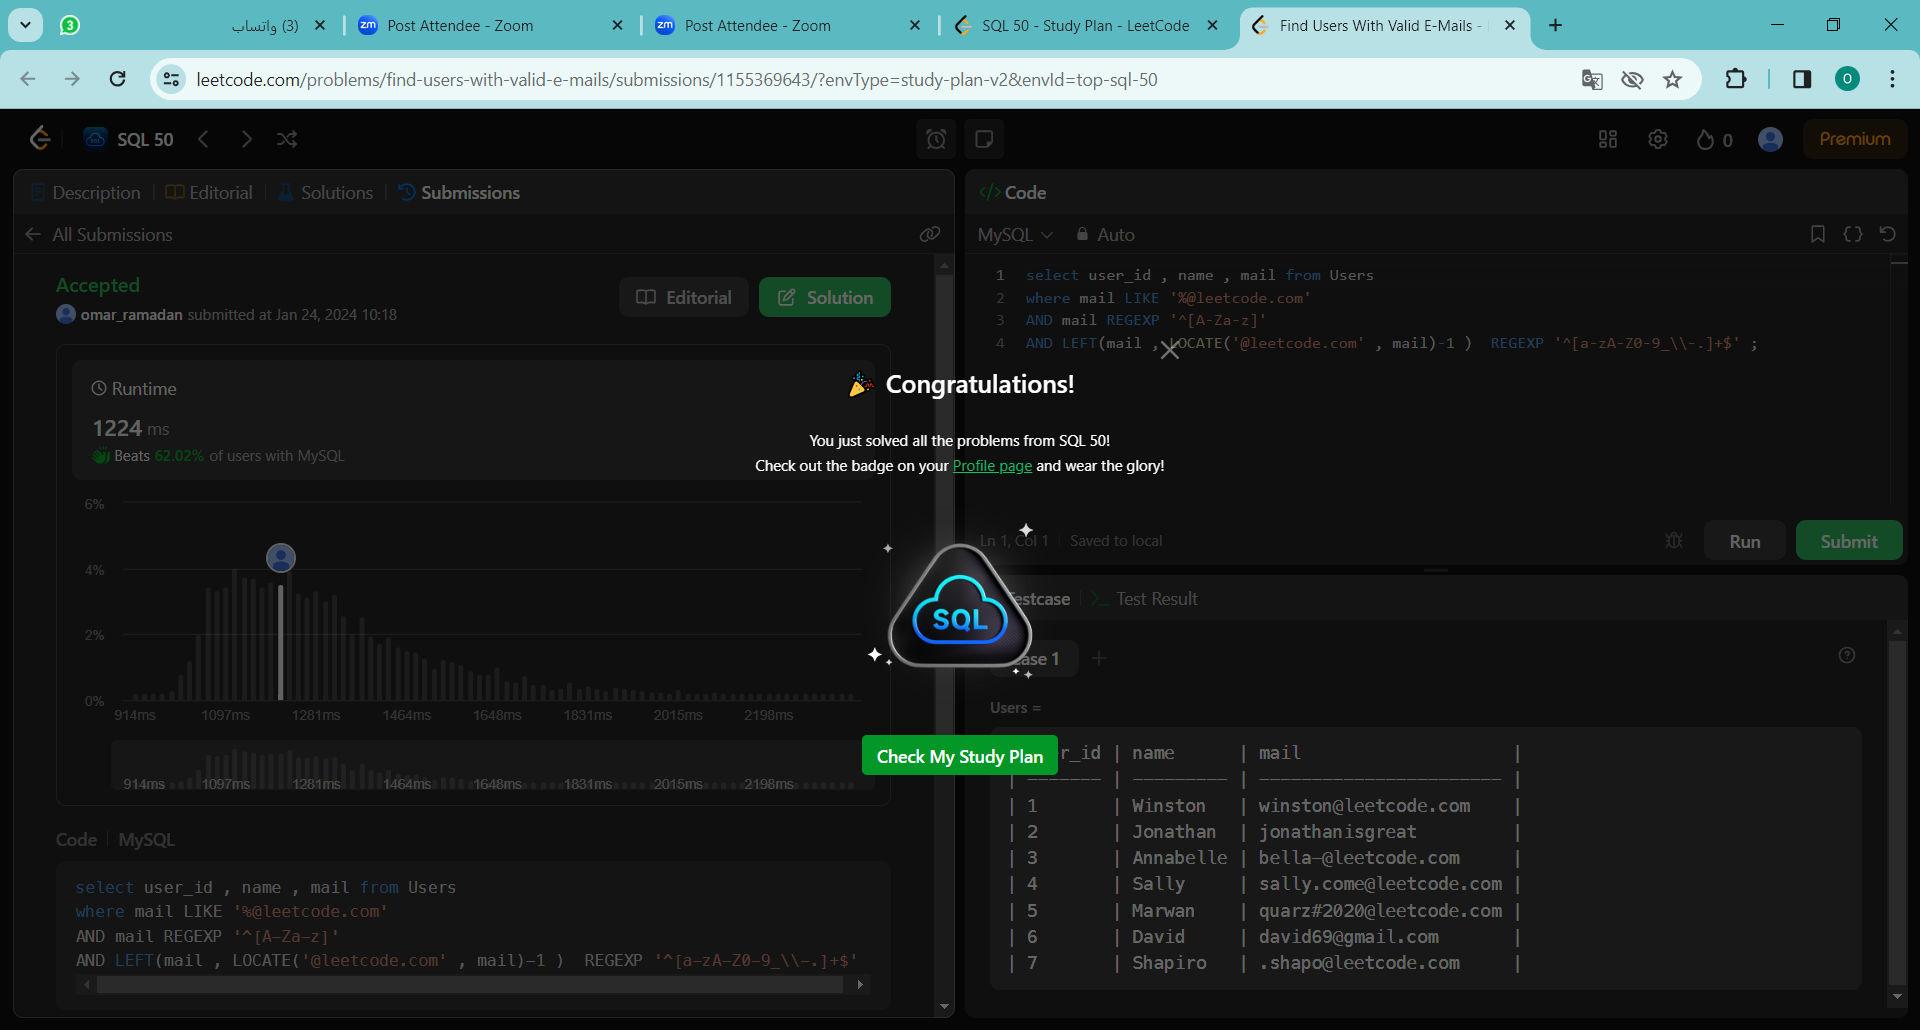 3
(3) واتساب
zm Post Attendee - Zoom
zm Post Attendee - Zoom
SQL 50 - Study Plan - LeetCode
Find Users With Valid E-Mails -
leetcode.com/problems/find-users-with-valid-e-mails/submissions/1155369643/?envType=study-plan-v2&envId=top-sql-50
O
SQL 50
0
Premium
Description
Editorial
Solutions
Submissions
All Submissions
Accepted
omar_ramadan submitted at Jan 24, 2024 10:18
Editorial
Solution
Runtime
1224 ms
Beats 62.02% of users with MySQL
6%
4%
2%
0%
914ms 1097ms 1281ms 1464ms 1648ms 1831ms 2015ms 2198ms
914ms 1097ms 1281ms 1464ms 1648ms 1831ms 2015ms 2198ms
Code | MySQL
select user_id , name , mail from Users
where mail LIKE '%@leetcode.com'
AND mail REGEXP '^[A-Za-z]'
AND LEFT(mail , LOCATE('@leetcode.com' , mail)-1 )  REGEXP '^[a-zA-Z0-9_\\-.]+$'
Code
MySQL
Auto
1 select user_id , name , mail from Users
2 where mail LIKE '%@leetcode.com'
3 AND mail REGEXP '^[A-Za-z]'
4 AND LEFT(mail , LOCATE('@leetcode.com' , mail)-1 )  REGEXP '^[a-zA-Z0-9_\\-.]+$' ;
Congratulations!
You just solved all the problems from SQL 50!
Check out the badge on your Profile page and wear the glory!
SQL
Check My Study Plan
Ln 1, Col 1 | Saved to local
Run
Submit
estcase
Test Result
ase 1
Users =
r_id | name | mail |
| 1 | Winston | winston@leetcode.com |
| 2 | Jonathan | jonathanisgreat |
| 3 | Annabelle | bella-@leetcode.com |
| 4 | Sally | sally.come@leetcode.com |
| 5 | Marwan | quarz#2020@leetcode.com |
| 6 | David | david69@gmail.com |
| 7 | Shapiro | .shapo@leetcode.com |